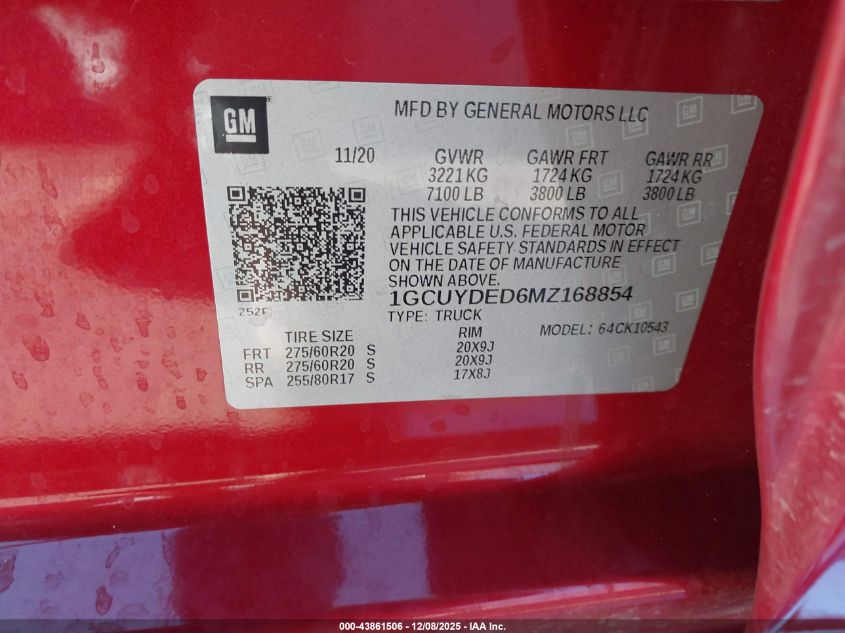 GM
MFD BY GENERAL MOTORS LLC
11/20 GVWR GAWR FRT GAWR RR
3221 KG 1724 KG 1724 KG
7100 LB 3800 LB 3800 LB
THIS VEHICLE CONFORMS TO ALL
APPLICABLE U.S. FEDERAL MOTOR
VEHICLE SAFETY STANDARDS IN EFFECT
ON THE DATE OF MANUFACTURE
SHOWN ABOVE.
1GCUYDED6MZ168854
252F
TYPE: TRUCK
MODEL: 64CK10543
TIRE SIZE RIM
FRT 275/60R20 S 20X9J
RR 275/60R20 S 20X9J
SPA 255/80R17 S 17X8J
000-43861506 - 12/08/2025 - IAA Inc.